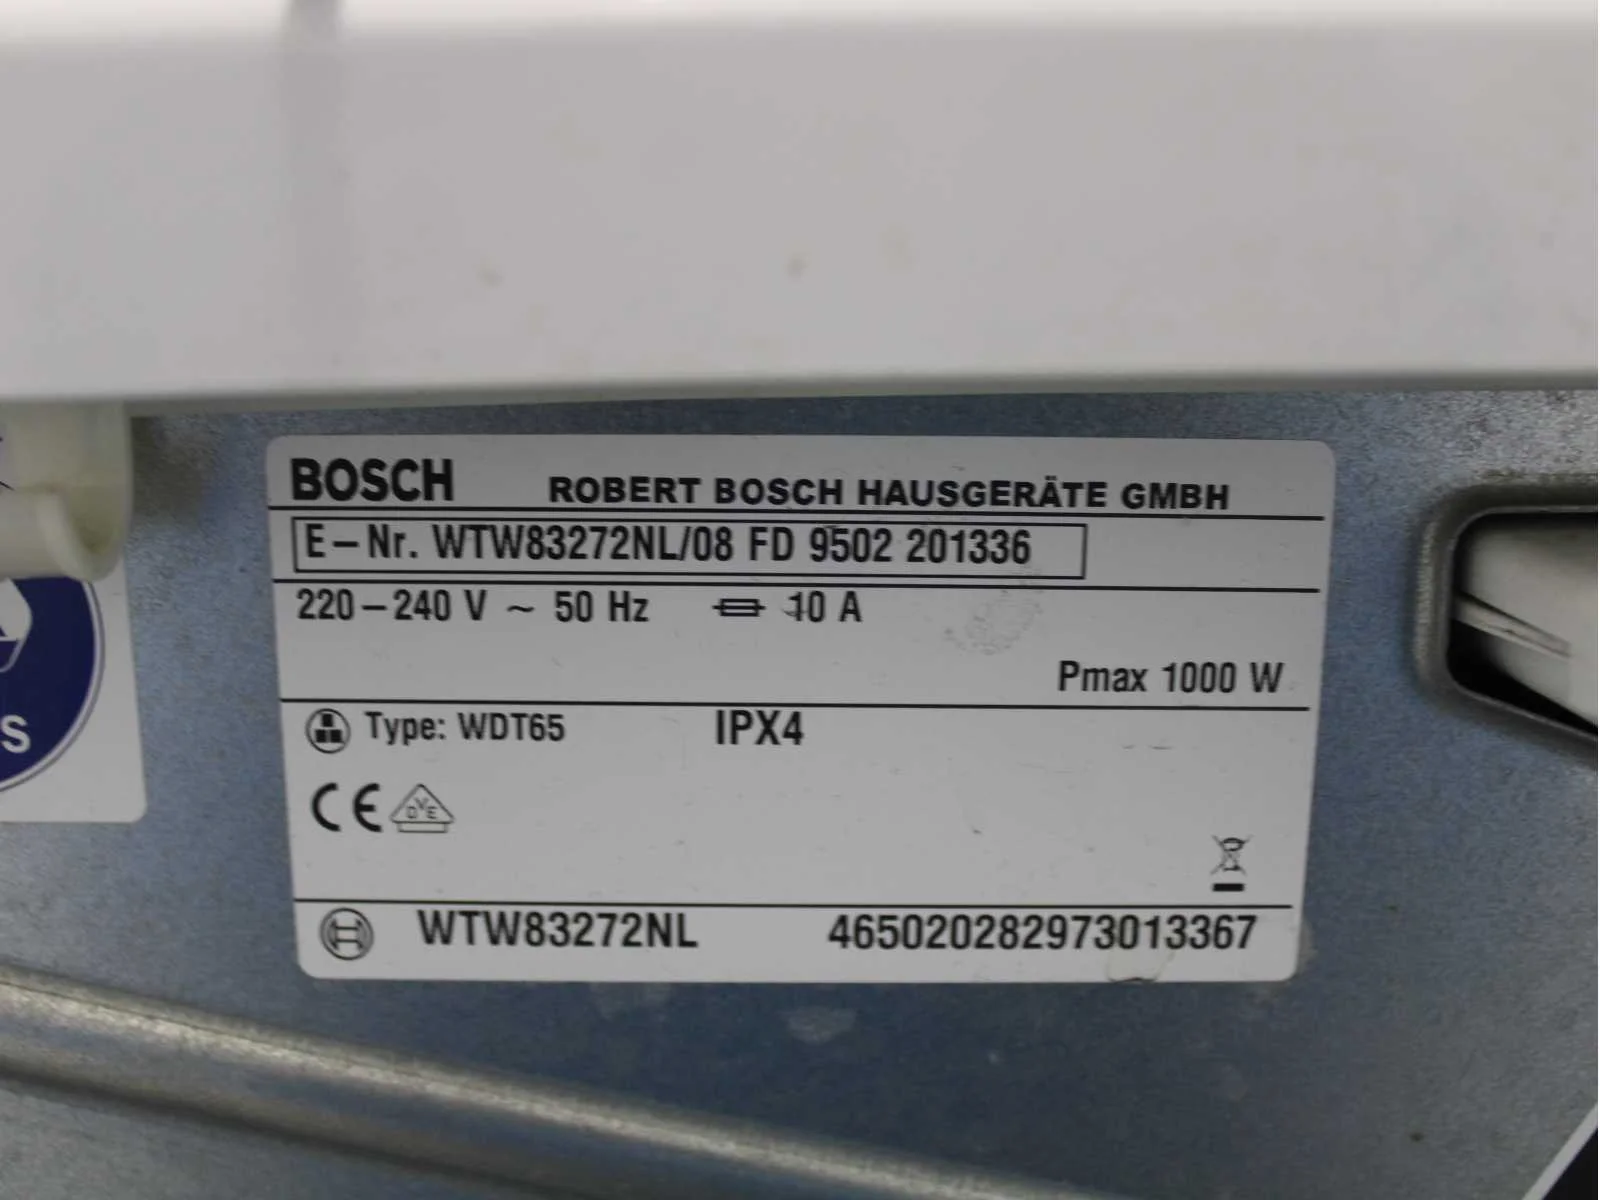 BOSCH ROBERT BOSCH HAUSGERÄTE GMBH
E-Nr. WTW83272NL/08 FD 9502 201336
220-240 V ~ 50 Hz 10 A
Pmax 1000 W
Type: WDT65 IPX4
CE DVE
WTW83272NL 465020282973013367
S